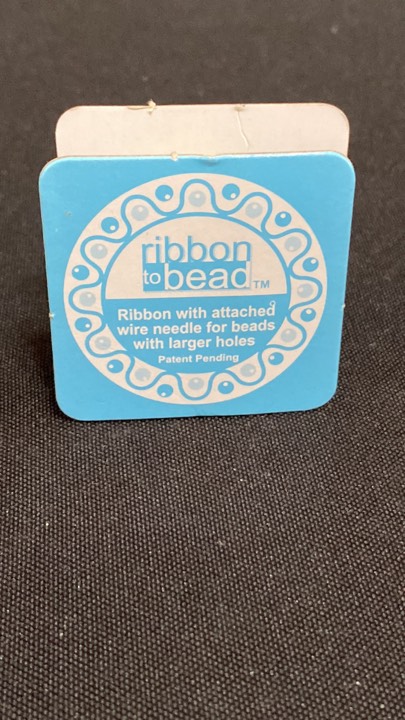 ribbon
to bead™
Ribbon with attached
wire needle for beads
with larger holes
Patent Pending